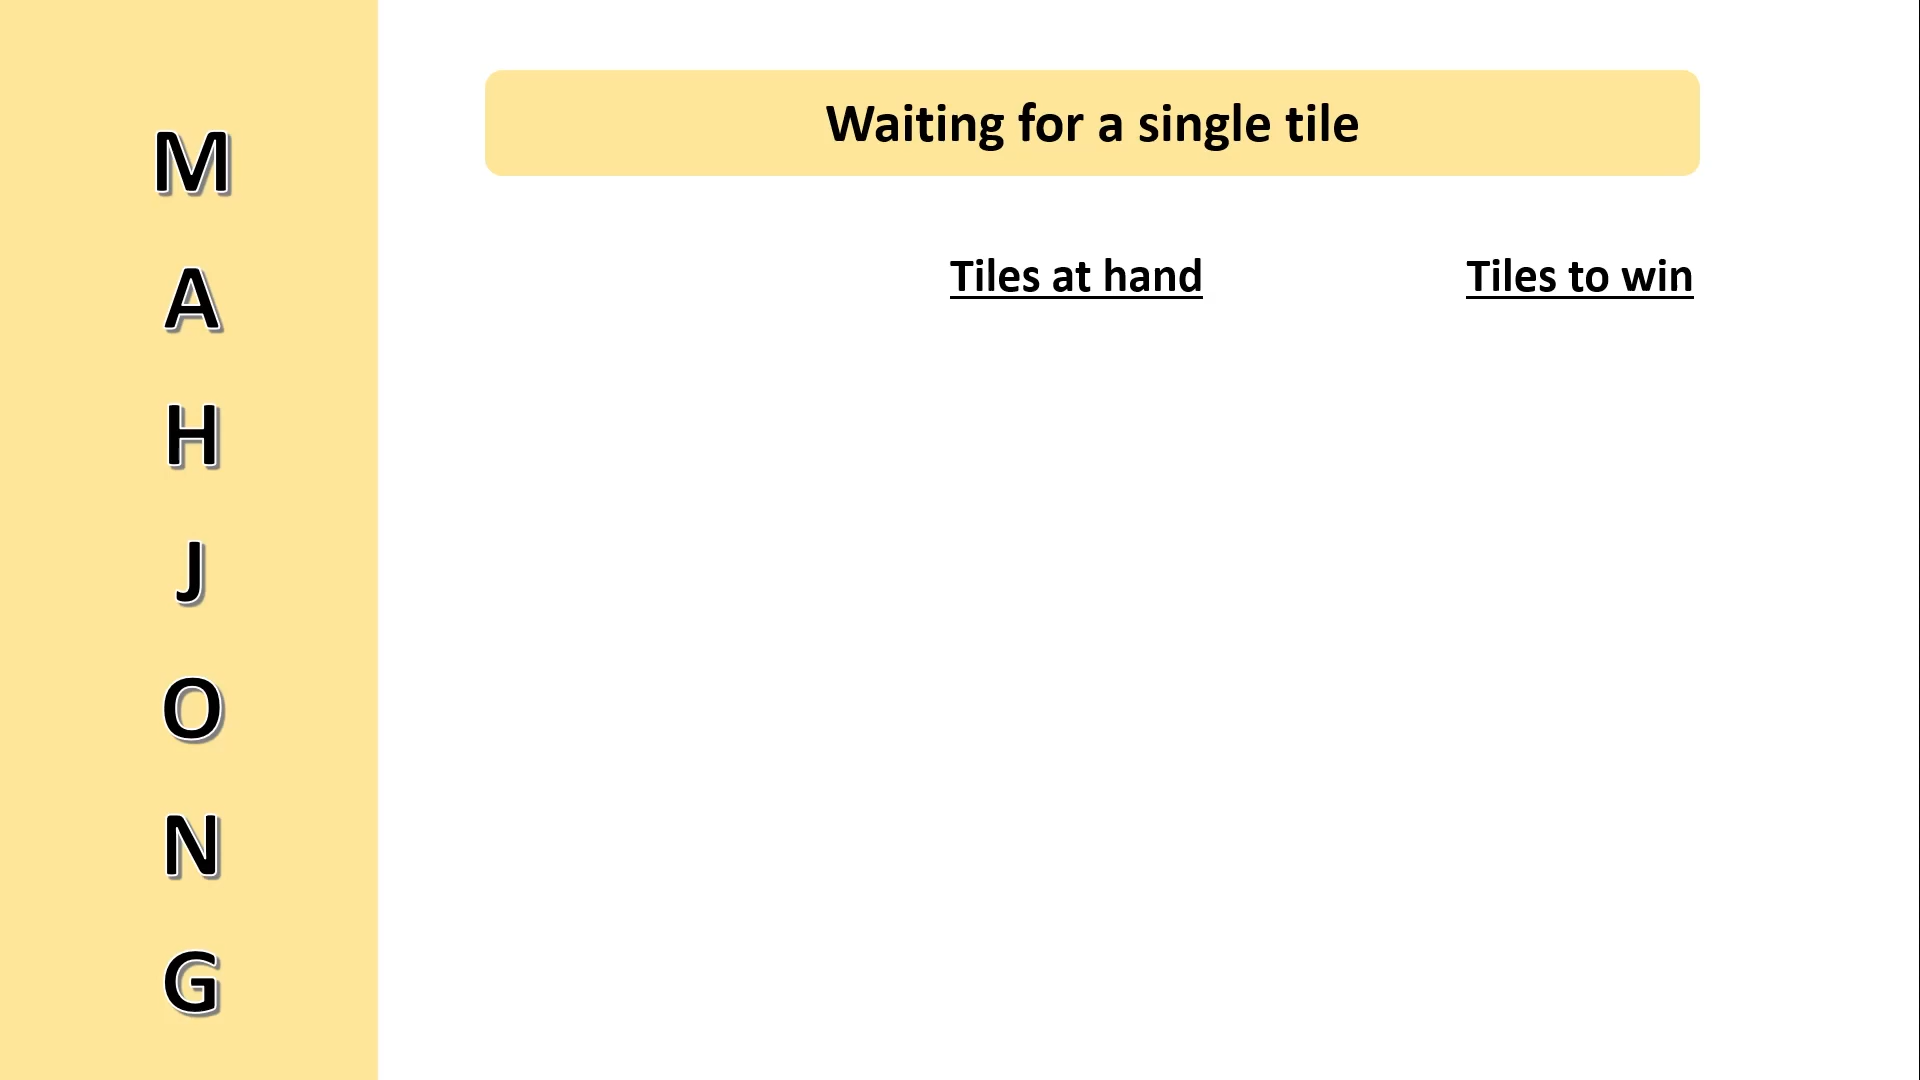 M
A
H
J
O
N
G
Waiting for a single tile
Tiles at hand
Tiles to win